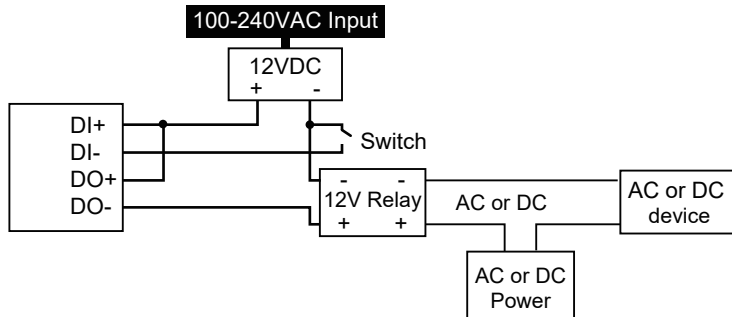 100-240VAC Input
12VDC
+ -
DI+
DI-
DO+
DO-
Switch
- -
12V Relay
+ +
AC or DC
AC or DC
device
AC or DC
Power